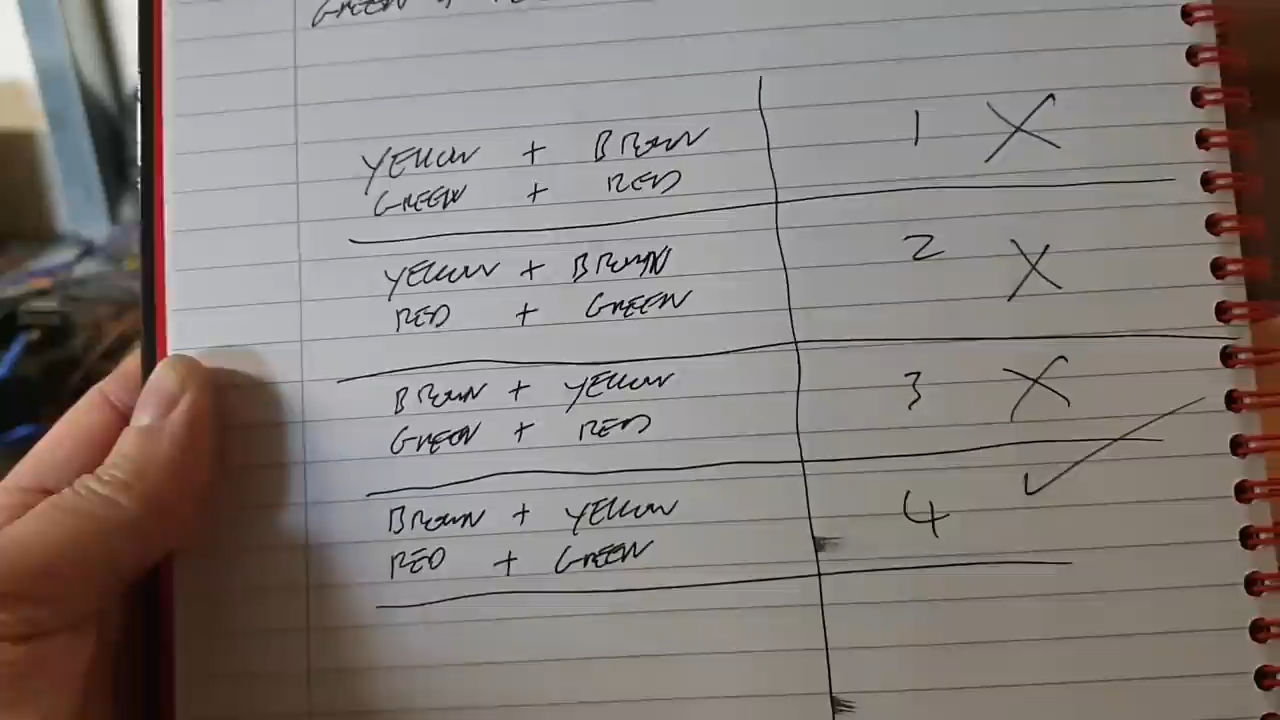 GREEN
YELLOW + BROWN 1 X
GREEN + RED
YELLOW + BROWN 2 X
RED + GREEN
BROWN + YELLOW 3 X
GREEN + RED
BROWN + YELLOW 4 ✓
RED + GREEN